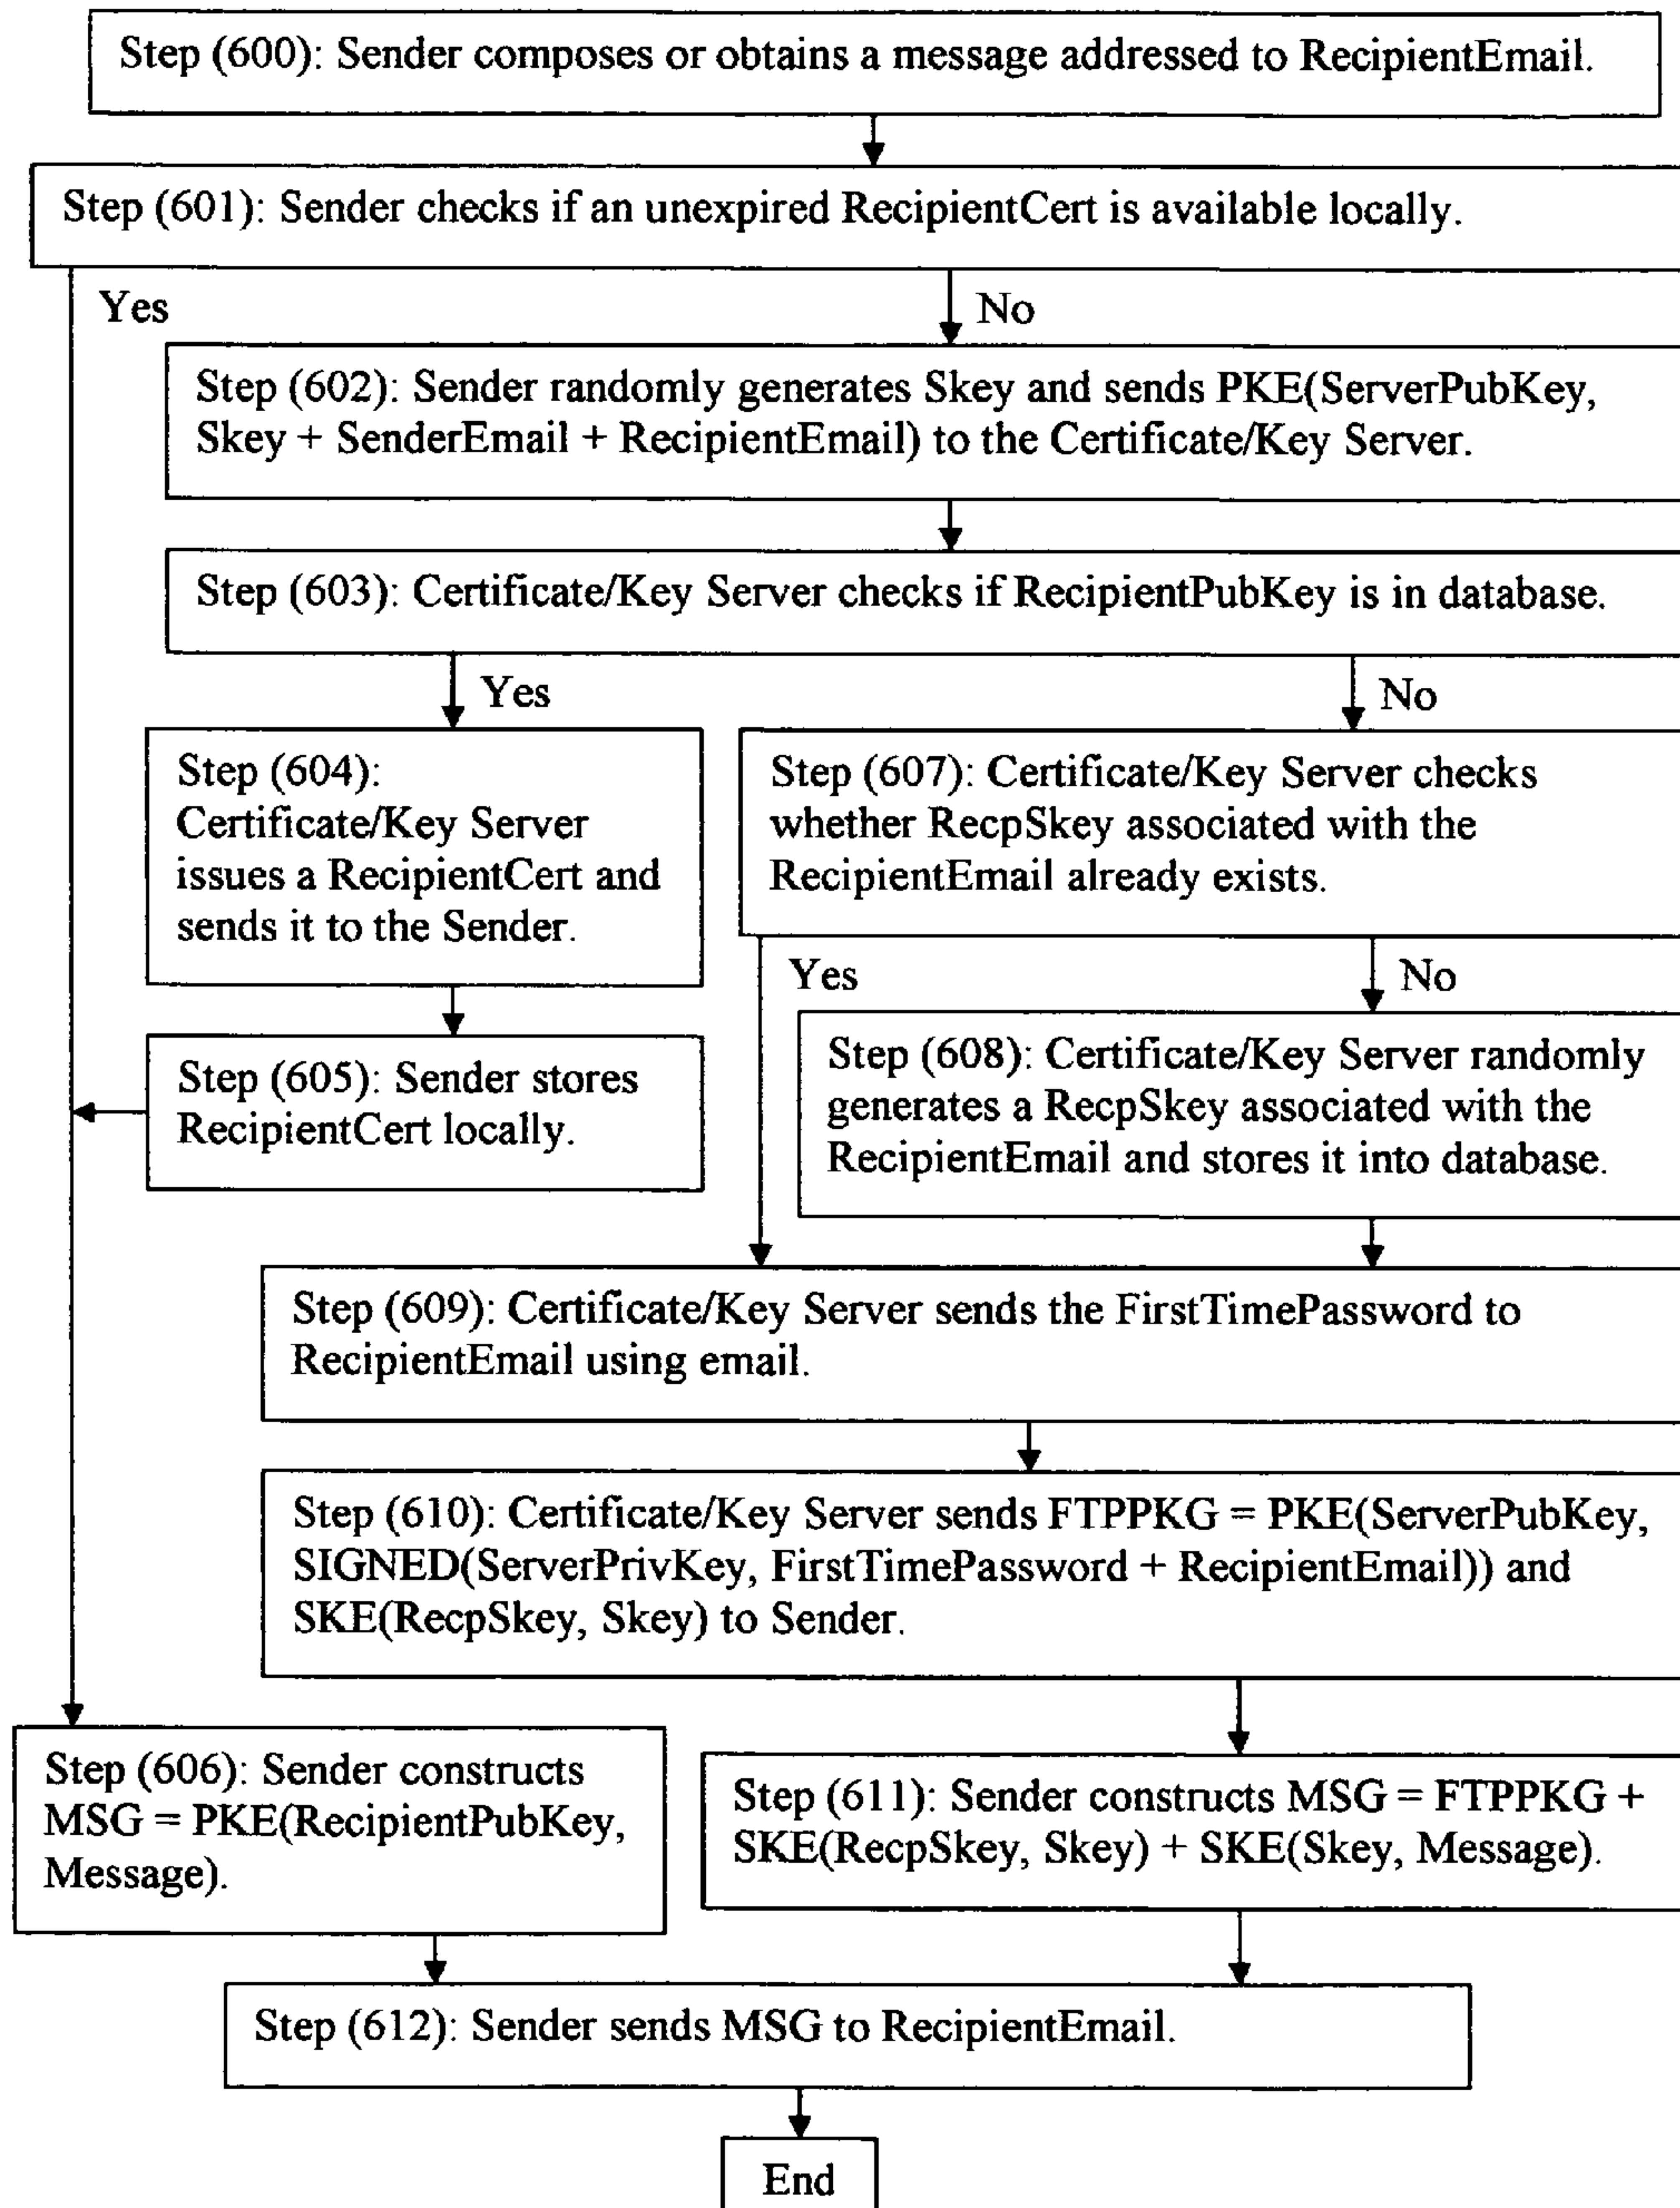 Step (600): Sender composes or obtains a message addressed to RecipientEmail.
Step (601): Sender checks if an unexpired RecipientCert is available locally.
Yes
No
Step (602): Sender randomly generates Skey and sends PKE(ServerPubKey,
Skey + SenderEmail + RecipientEmail) to the Certificate/Key Server.
Step (603): Certificate/Key Server checks if RecipientPubKey is in database.
Yes
No
Step (604):
Certificate/Key Server
issues a RecipientCert and
sends it to the Sender.
Step (607): Certificate/Key Server checks
whether RecpSkey associated with the
RecipientEmail already exists.
Yes
No
Step (605): Sender stores
RecipientCert locally.
Step (608): Certificate/Key Server randomly
generates a RecpSkey associated with the
RecipientEmail and stores it into database.
Step (609): Certificate/Key Server sends the FirstTimePassword to
RecipientEmail using email.
Step (610): Certificate/Key Server sends FTPPKG = PKE(ServerPubKey,
SIGNED(ServerPrivKey, FirstTimePassword + RecipientEmail)) and
SKE(RecpSkey, Skey) to Sender.
Step (606): Sender constructs
MSG = PKE(RecipientPubKey,
Message).
Step (611): Sender constructs MSG = FTPPKG +
SKE(RecpSkey, Skey) + SKE(Skey, Message).
Step (612): Sender sends MSG to RecipientEmail.
End